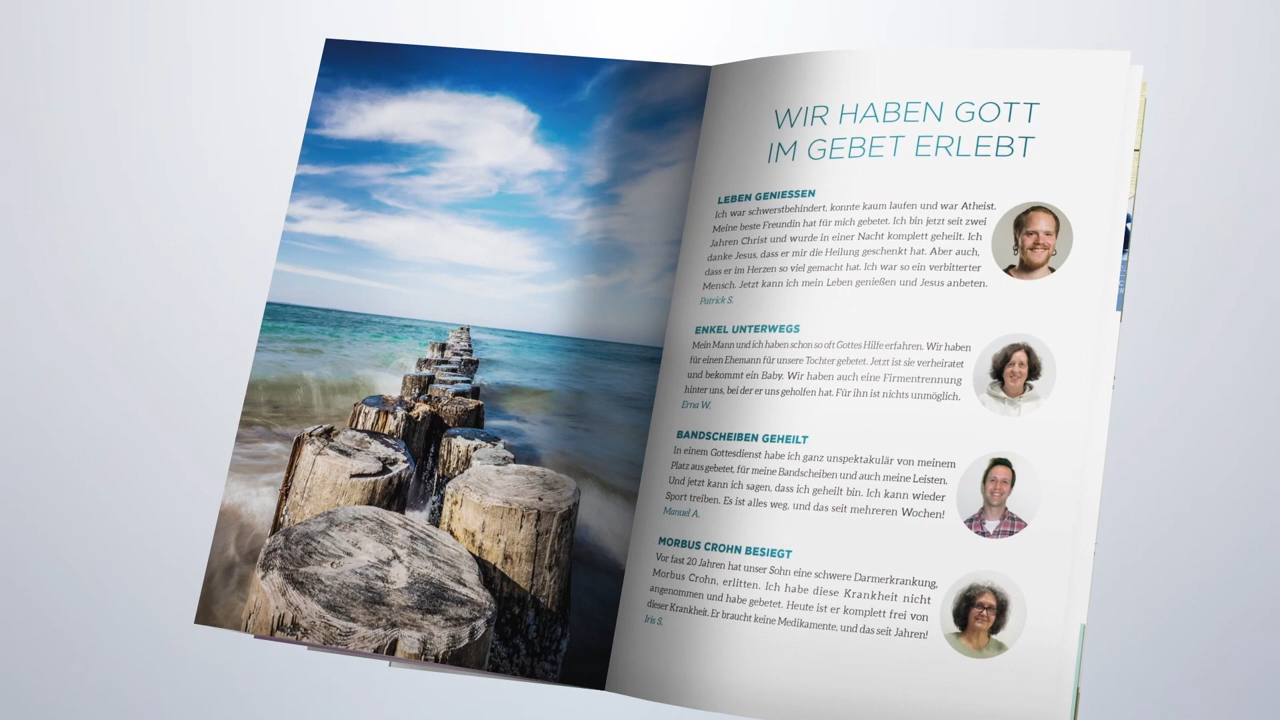 WIR HABEN GOTT
IM GEBET ERLEBT
LEBEN GENIESSEN
Ich war schwerstbehindert, konnte kaum laufen und war Atheist.
Meine beste Freundin hat für mich gebetet. Ich bin jetzt seit zwei
Jahren Christ und wurde in einer Nacht komplett geheilt. Ich
danke Jesus, dass er mir die Heilung geschenkt hat. Aber auch,
dass er im Herzen so viel gemacht hat. Ich war so ein verbitterter
Mensch. Jetzt kann ich mein Leben genießen und Jesus anbeten.
Patrick S.
ENKEL UNTERWEGS
Mein Mann und ich haben schon so oft Gottes Hilfe erfahren. Wir haben
für einen Ehemann für unsere Tochter gebetet. Jetzt ist sie verheiratet
und bekommt ein Baby. Wir haben auch eine Firmentrennung
hinter uns, bei der er uns geholfen hat. Für ihn ist nichts unmöglich.
Erna W.
BANDSCHEIBEN GEHEILT
In einem Gottesdienst habe ich ganz unspektakulär von meinem
Platz aus gebetet, für meine Bandscheiben und auch meine Leisten.
Und jetzt kann ich sagen, dass ich geheilt bin. Ich kann wieder
Sport treiben. Es ist alles weg, und das seit mehreren Wochen!
Manuel A.
MORBUS CROHN BESIEGT
Vor fast 20 Jahren hat unser Sohn eine schwere Darmerkrankung,
Morbus Crohn, erlitten. Ich habe diese Krankheit nicht
angenommen und habe gebetet. Heute ist er komplett frei von
dieser Krankheit. Er braucht keine Medikamente, und das seit Jahren!
Iris S.